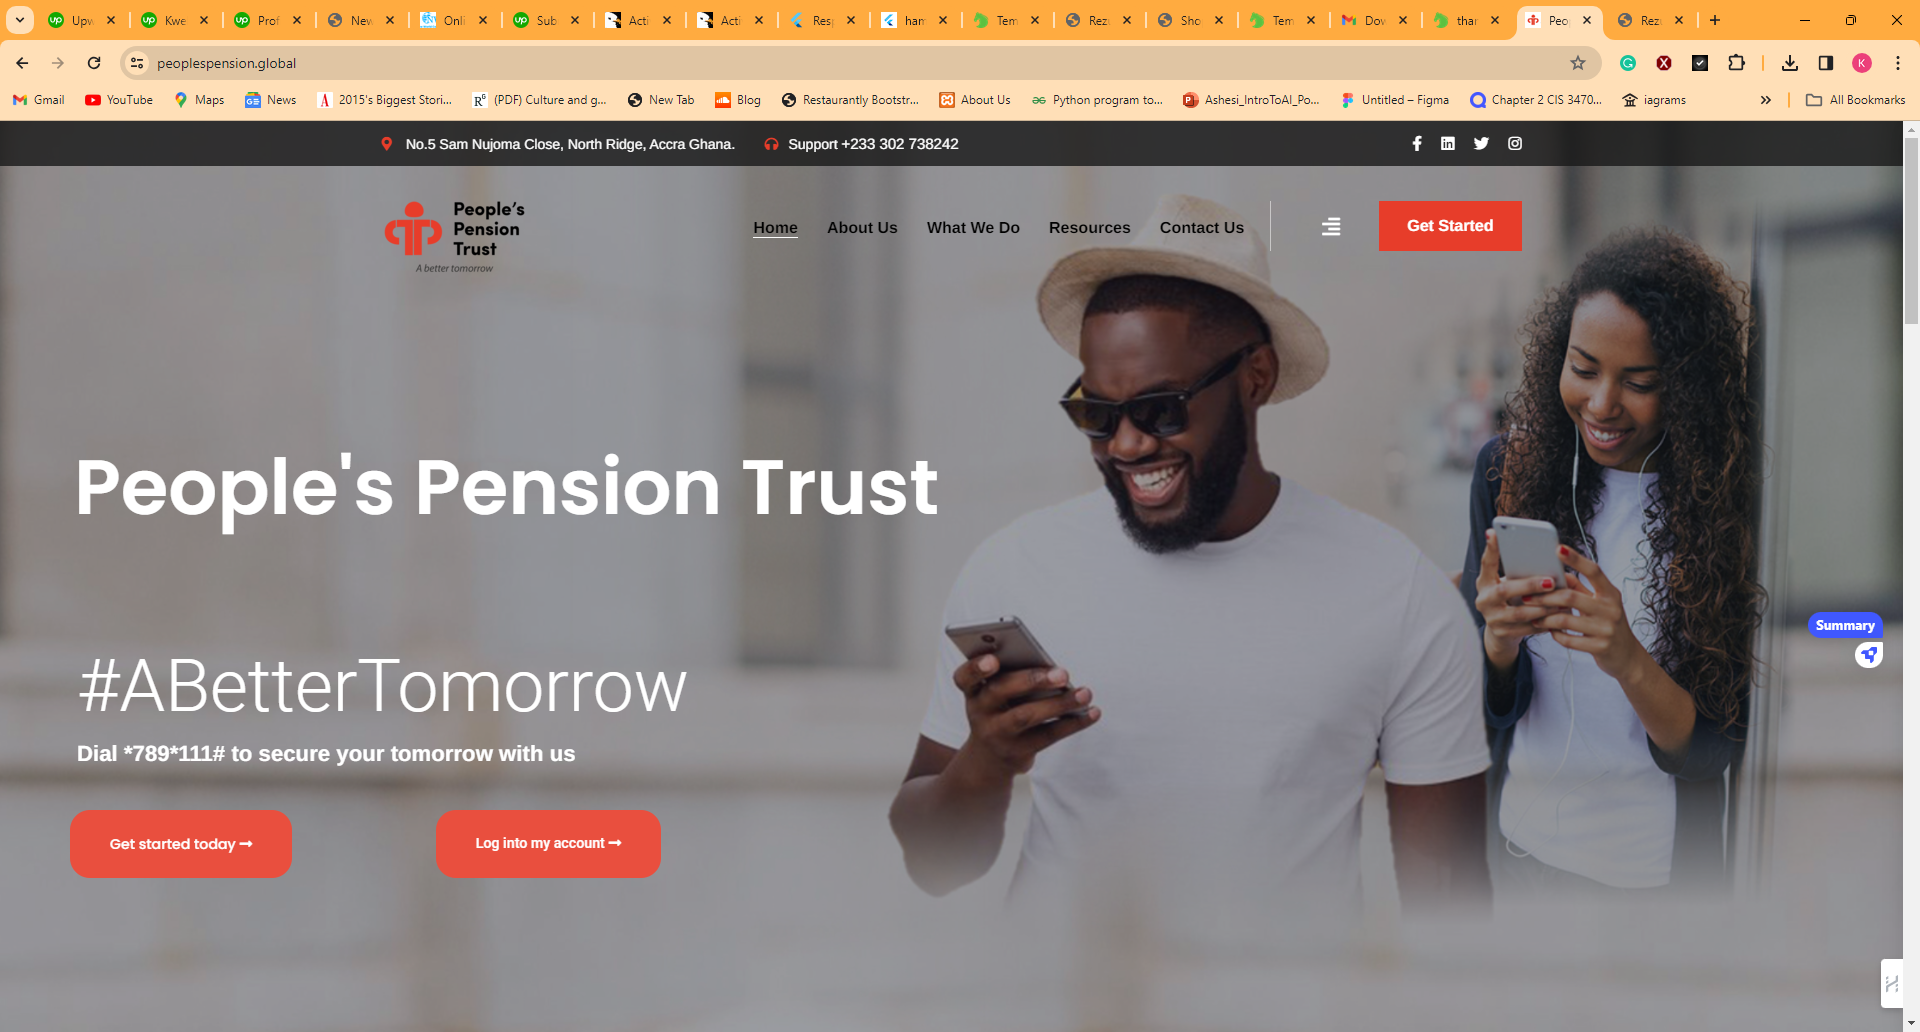 Upw
Kwe
Prof
New
Onli
Sub
Acti
Acti
Resp
ham
Tem
Rez
Sho
Tem
Dov
thar
Peo
Rez
peoplespension.global
K
Gmail
YouTube
Maps
News
2015's Biggest Stori...
(PDF) Culture and g...
New Tab
Blog
Restaurantly Bootstr...
About Us
Python program to...
Ashesi_IntroToAI_Po...
Untitled – Figma
Chapter 2 CIS 3470...
iagrams
All Bookmarks
No.5 Sam Nujoma Close, North Ridge, Accra Ghana.
Support +233 302 738242
People's
Pension
Trust
A better tomorrow
Home
About Us
What We Do
Resources
Contact Us
Get Started
People's Pension Trust
#ABetterTomorrow
Dial *789*111# to secure your tomorrow with us
Get started today
Log into my account
Summary